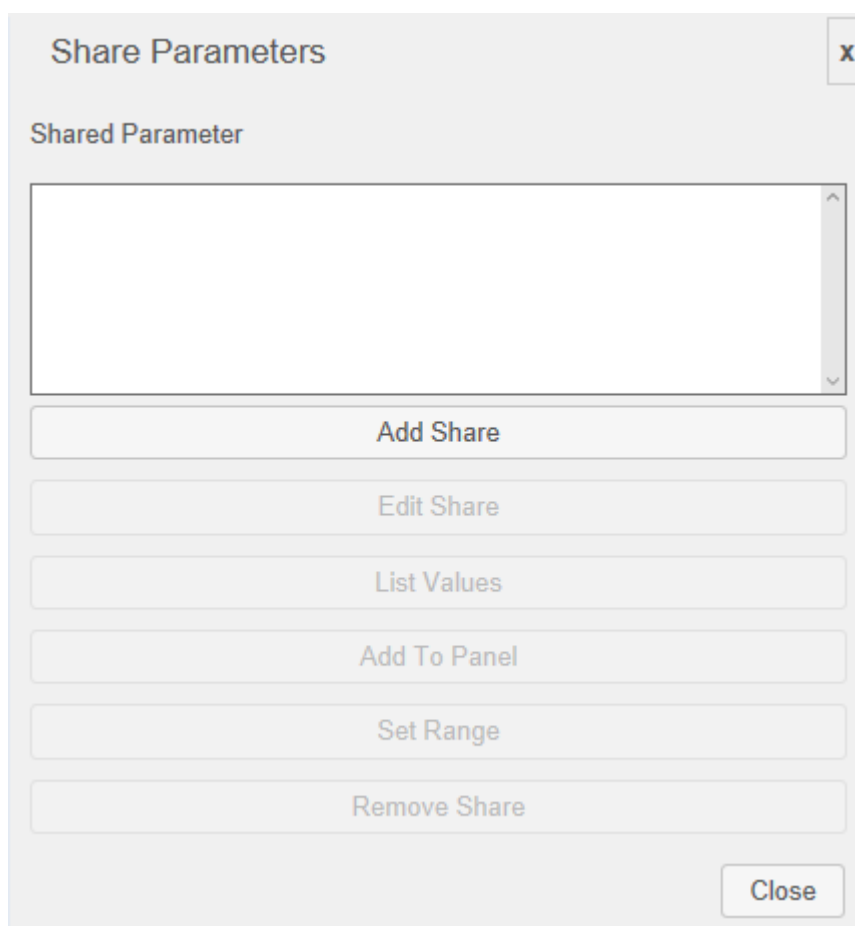 Share Parameters
x
Shared Parameter
Add Share
Edit Share
List Values
Add To Panel
Set Range
Remove Share
Close